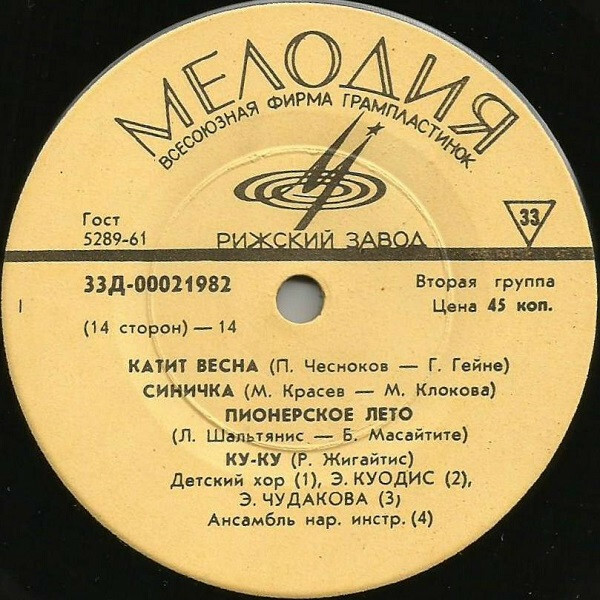 МЕЛОДИЯ
ВСЕСОЮЗНАЯ ФИРМА ГРАМПЛАСТИНОК
Гост
5289-61
33
РИЖСКИЙ ЗАВОД
33Д-00021982
Вторая группа
I
Цена 45 коп.
(14 сторон) — 14
КАТИТ ВЕСНА (П. Чесноков — Г. Гейне)
СИНИЧКА (М. Красев — М. Клокова)
ПИОНЕРСКОЕ ЛЕТО
(Л. Шальтянис — Б. Масайтите)
КУ-КУ (Р. Жигайтис)
Детский хор (1), Э. КУОДИС (2),
Э. ЧУДАКОВА (3)
Ансамбль нар. инстр. (4)